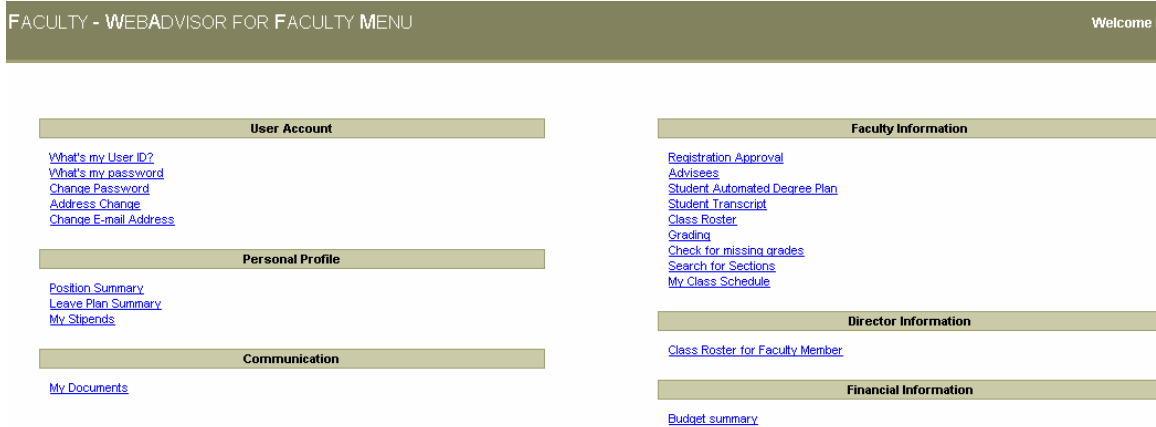 FACULTY - WEBADVISOR FOR FACULTY MENU
Welcome
User Account
What's my User ID?
What's my password
Change Password
Address Change
Change E-mail Address
Personal Profile
Position Summary
Leave Plan Summary
My Stipends
Communication
My Documents
Faculty Information
Registration Approval
Advisees
Student Automated Degree Plan
Student Transcript
Class Roster
Grading
Check for missing grades
Search for Sections
My Class Schedule
Director Information
Class Roster for Faculty Member
Financial Information
Budget summary